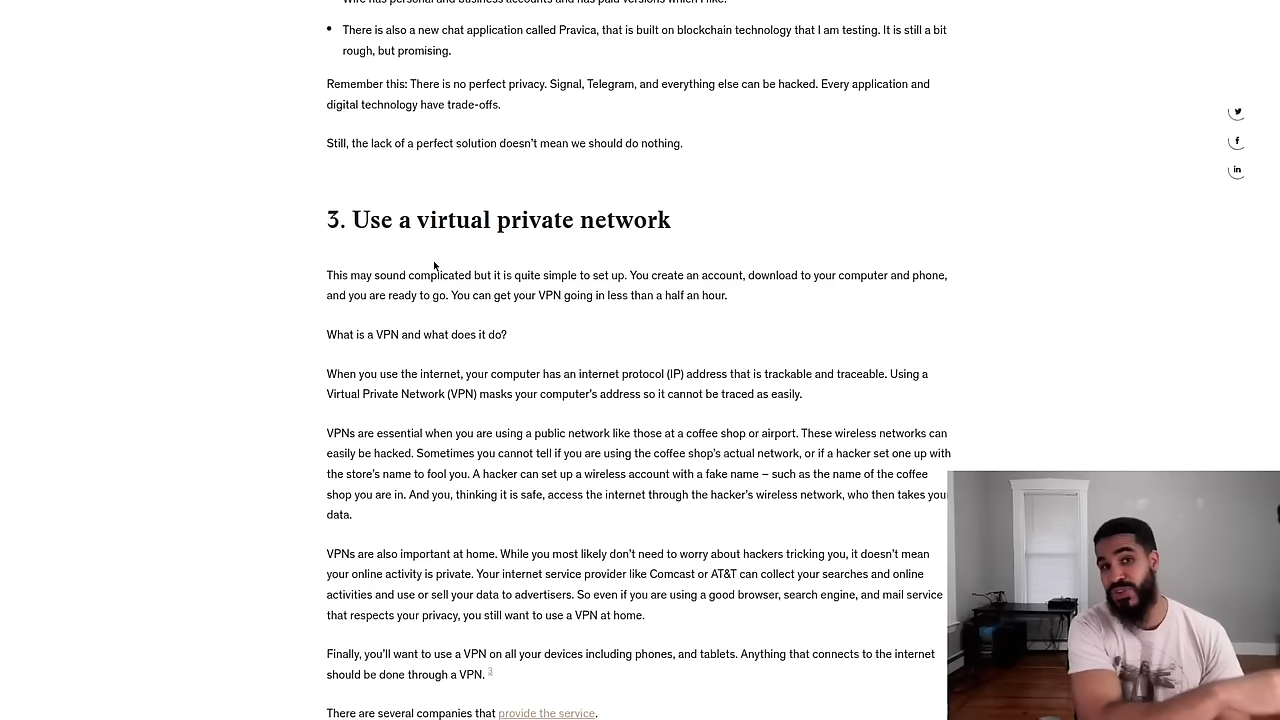 Wire has personal and business accounts and has paid versions which I like.
There is also a new chat application called Pravica, that is built on blockchain technology that I am testing. It is still a bit
rough, but promising.
Remember this: There is no perfect privacy. Signal, Telegram, and everything else can be hacked. Every application and
digital technology have trade-offs.
Still, the lack of a perfect solution doesn't mean we should do nothing.
3. Use a virtual private network
This may sound complicated but it is quite simple to set up. You create an account, download to your computer and phone,
and you are ready to go. You can get your VPN going in less than a half an hour.
What is a VPN and what does it do?
When you use the internet, your computer has an internet protocol (IP) address that is trackable and traceable. Using a
Virtual Private Network (VPN) masks your computer's address so it cannot be traced as easily.
VPNs are essential when you are using a public network like those at a coffee shop or airport. These wireless networks can
easily be hacked. Sometimes you cannot tell if you are using the coffee shop's actual network, or if a hacker set one up with
the store's name to fool you. A hacker can set up a wireless account with a fake name – such as the name of the coffee
shop you are in. And you, thinking it is safe, access the internet through the hacker's wireless network, who then takes your
data.
VPNs are also important at home. While you most likely don't need to worry about hackers tricking you, it doesn't mean
your online activity is private. Your internet service provider like Comcast or AT&T can collect your searches and online
activities and use or sell your data to advertisers. So even if you are using a good browser, search engine, and mail service
that respects your privacy, you still want to use a VPN at home.
Finally, you'll want to use a VPN on all your devices including phones, and tablets. Anything that connects to the internet
should be done through a VPN. 3
There are several companies that provide the service.